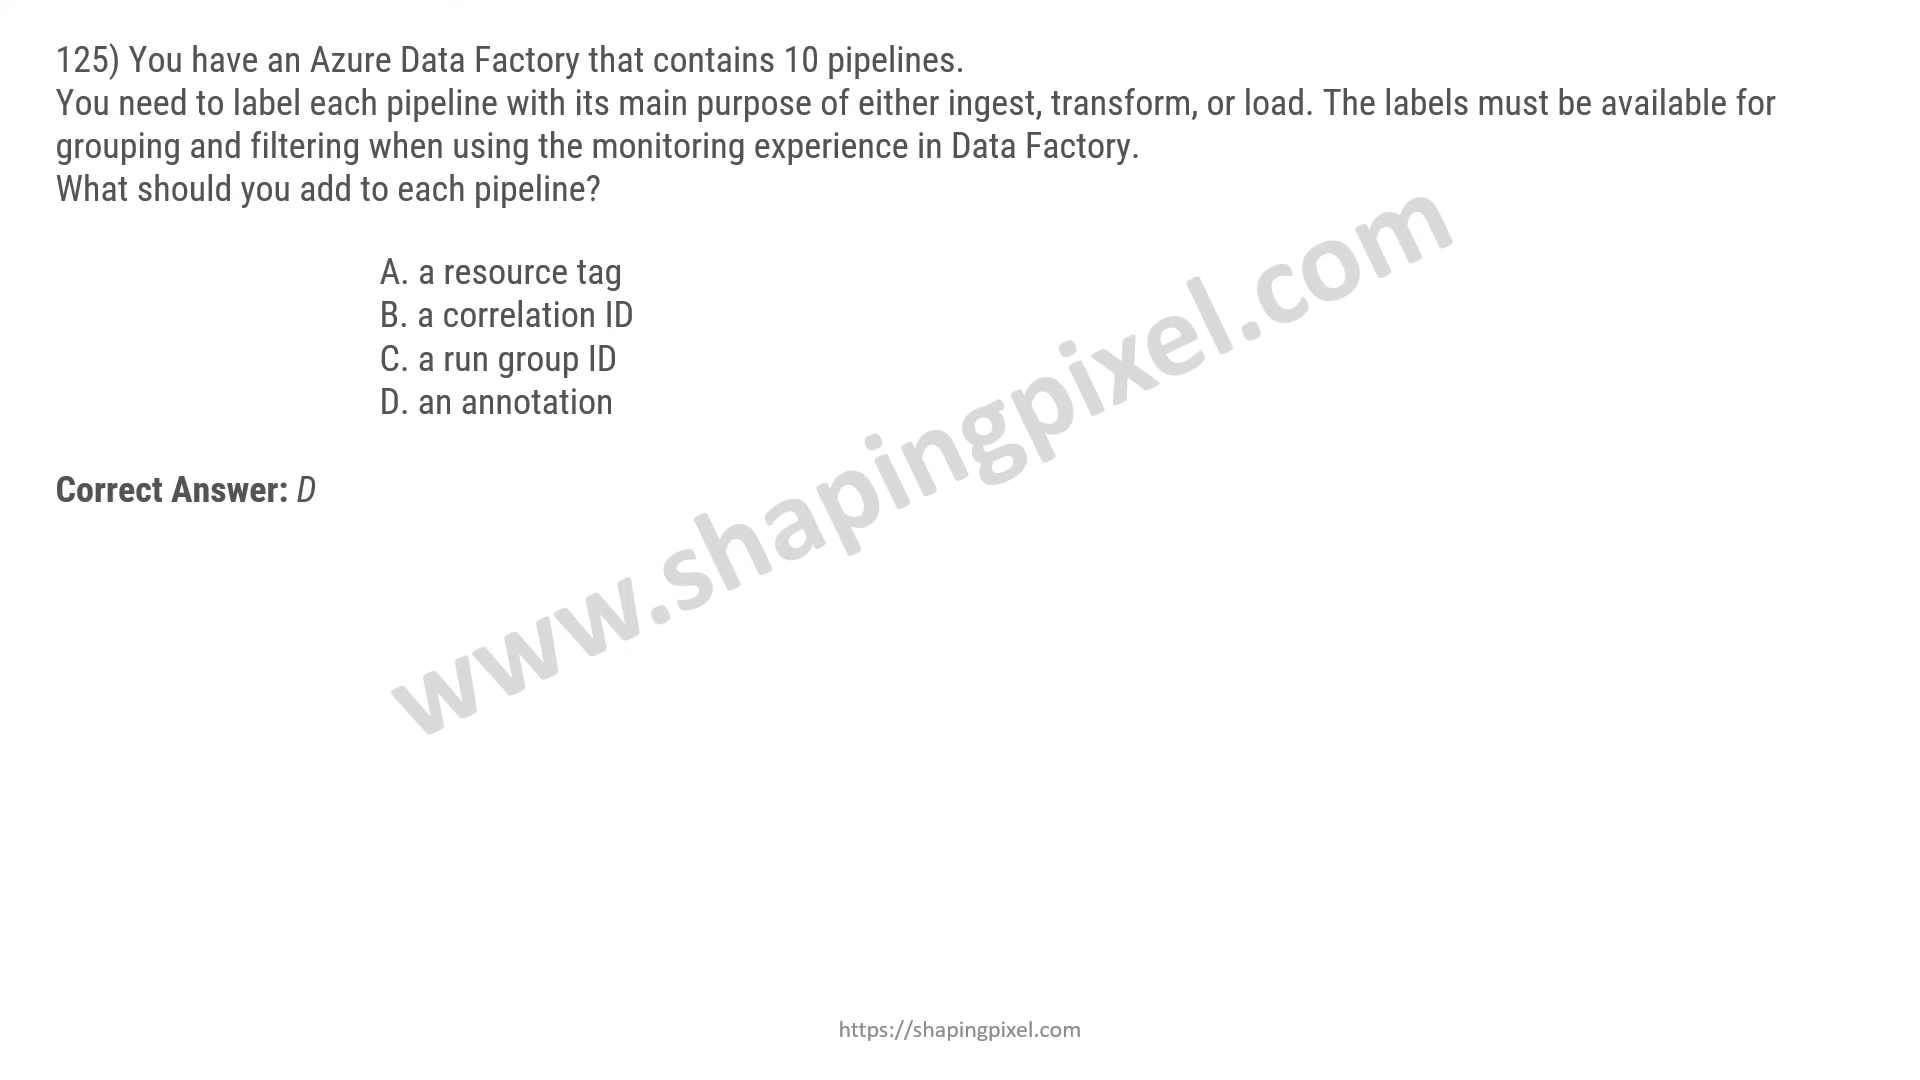 125) You have an Azure Data Factory that contains 10 pipelines.
You need to label each pipeline with its main purpose of either ingest, transform, or load. The labels must be available for
grouping and filtering when using the monitoring experience in Data Factory.
What should you add to each pipeline?
A. a resource tag
B. a correlation ID
C. a run group ID
D. an annotation
Correct Answer: D
www.shapingpixel.com
https://shapingpixel.com